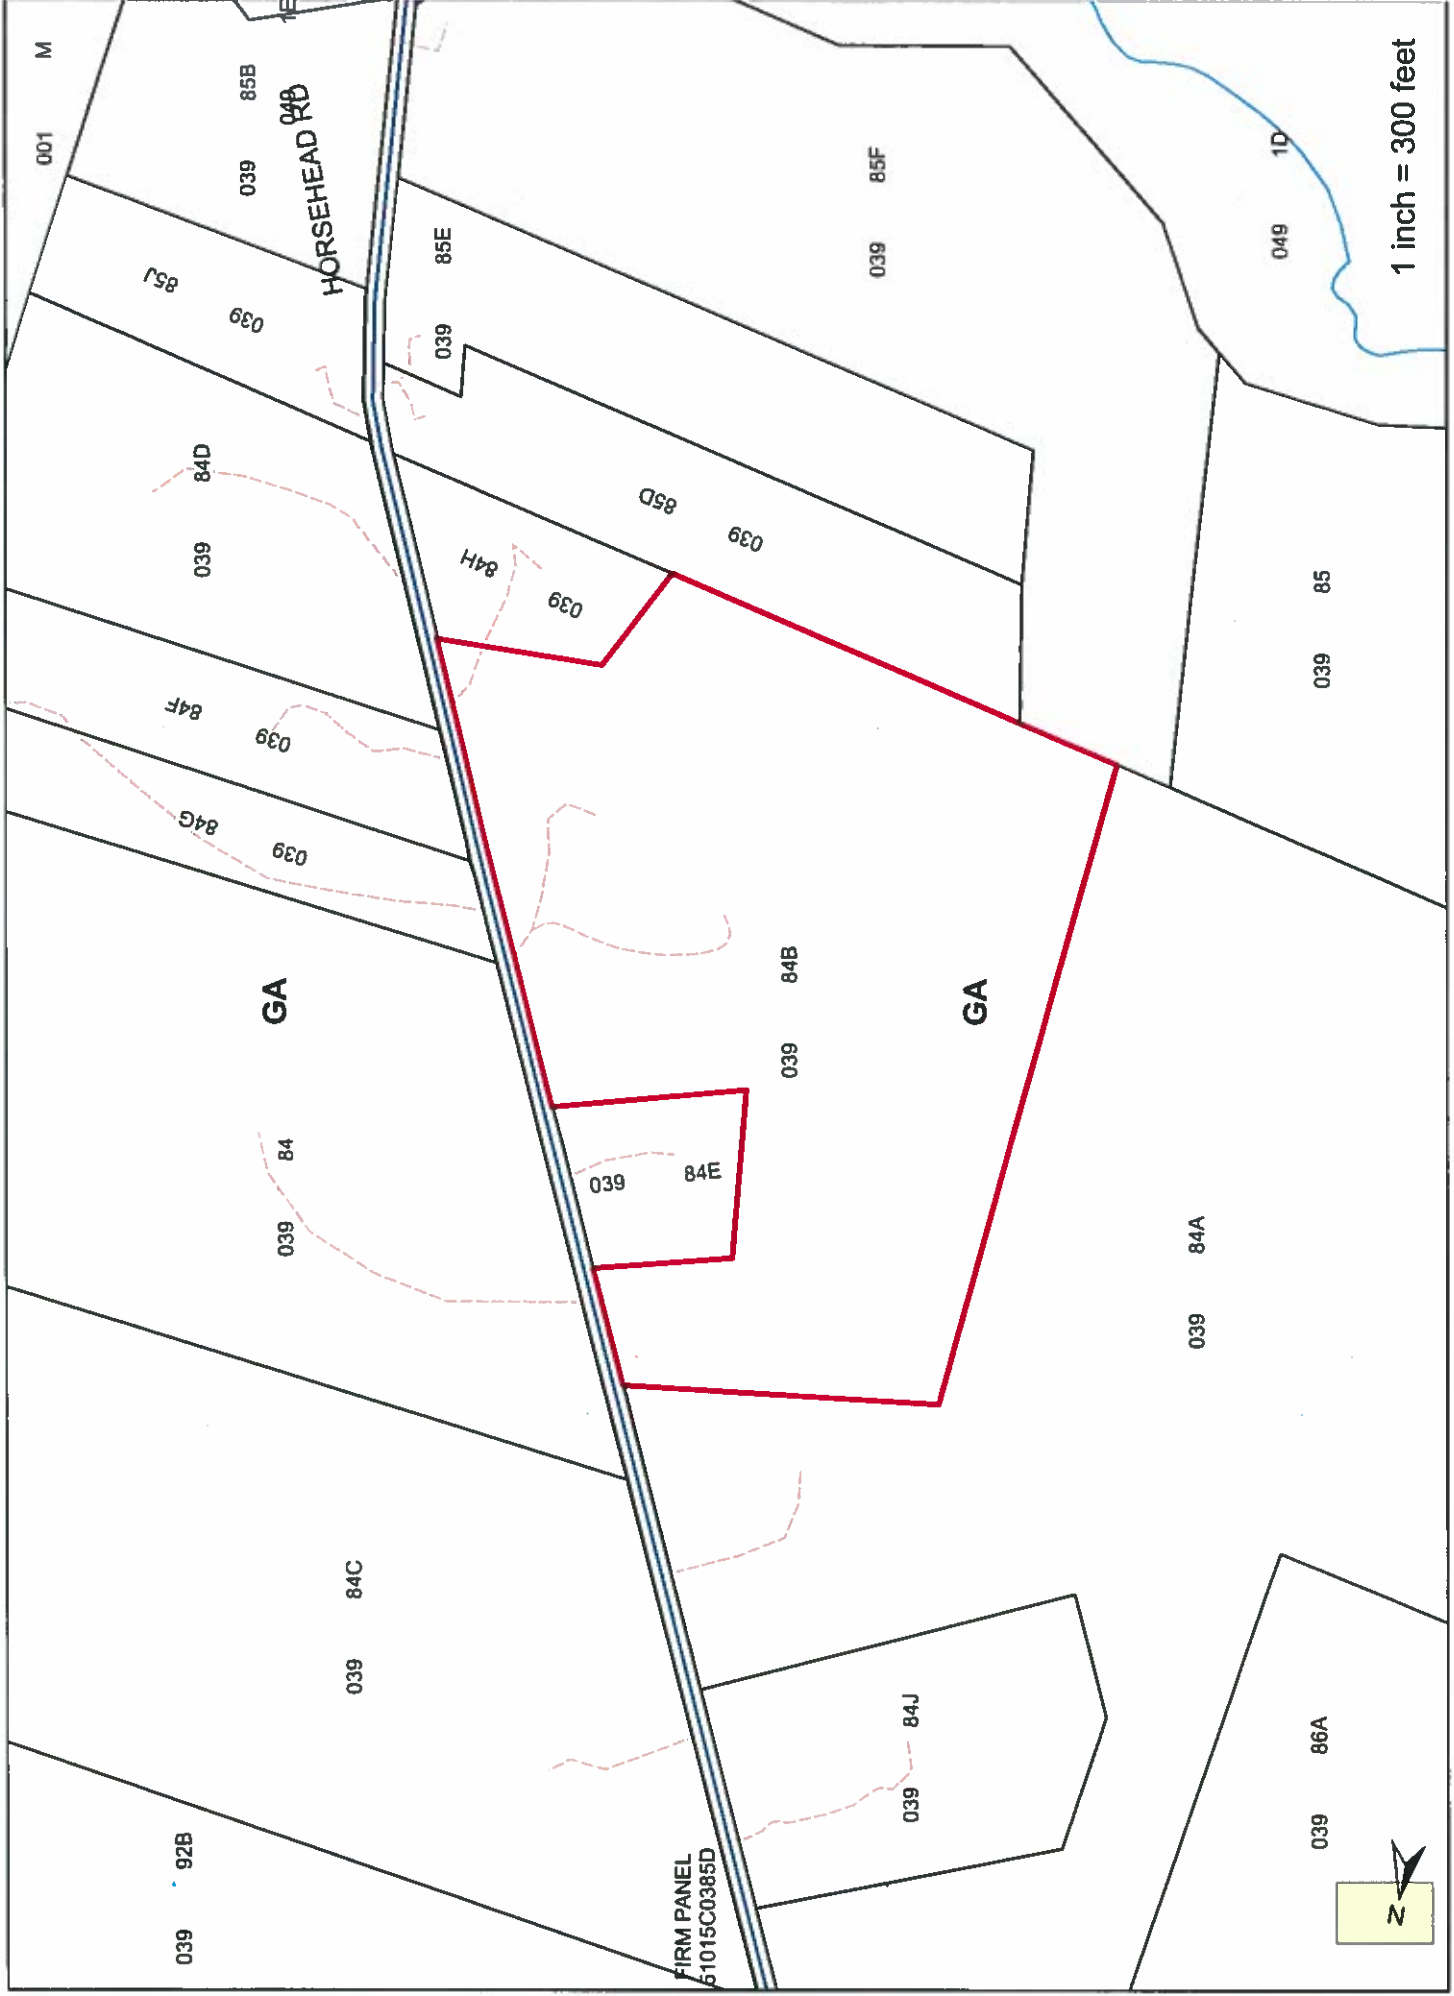 001 M
039 85B
049
1E
HORSEHEAD RD
039 85J
039 85E
039 85F
049 1D
1 inch = 300 feet
039 84D
039 84H
039 85D
039 85
039 84F
039 84G
GA
039 84
039 84B
GA
039 84E
039 84A
039 84C
039 84J
039 86A
039 92B
FIRM PANEL
51015C0385D
N